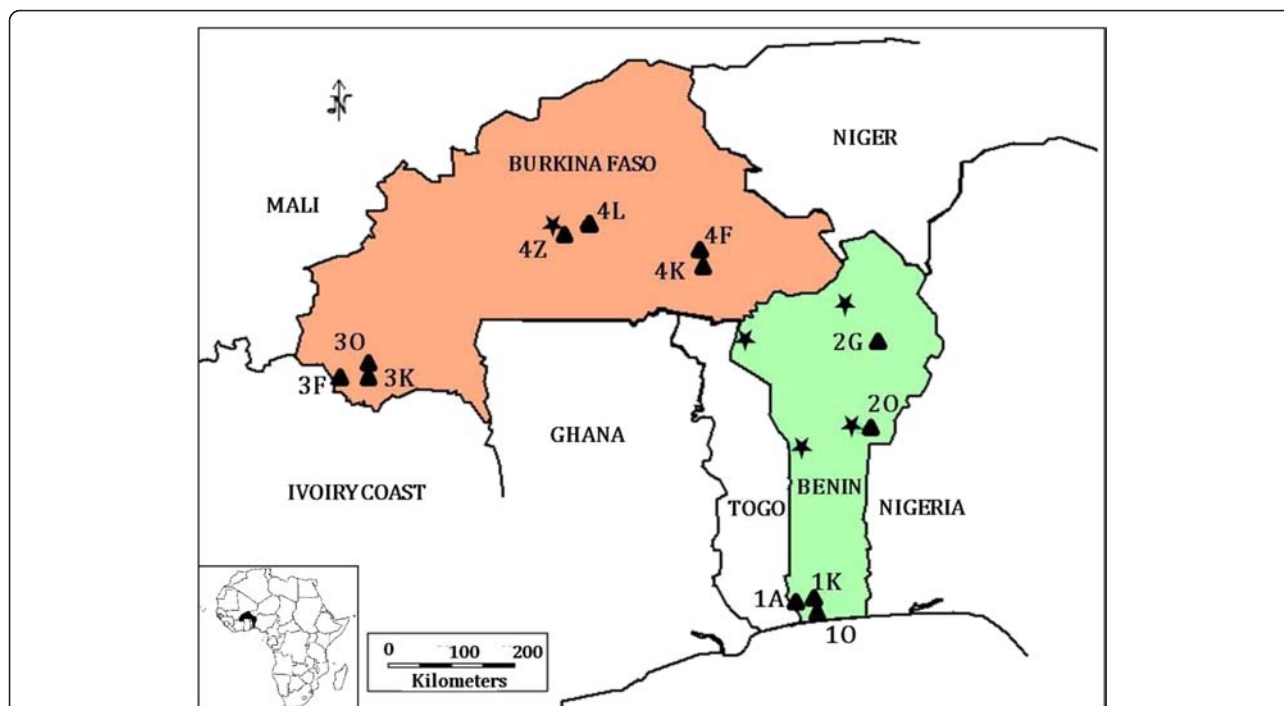 N
NIGER
BURKINA FASO
MALI
4L
4Z
4F
4K
2G
3O
3F
3K
2O
GHANA
IVOIRY COAST
BENIN
TOGO
NIGERIA
1A
1K
1O
0 100 200
Kilometers